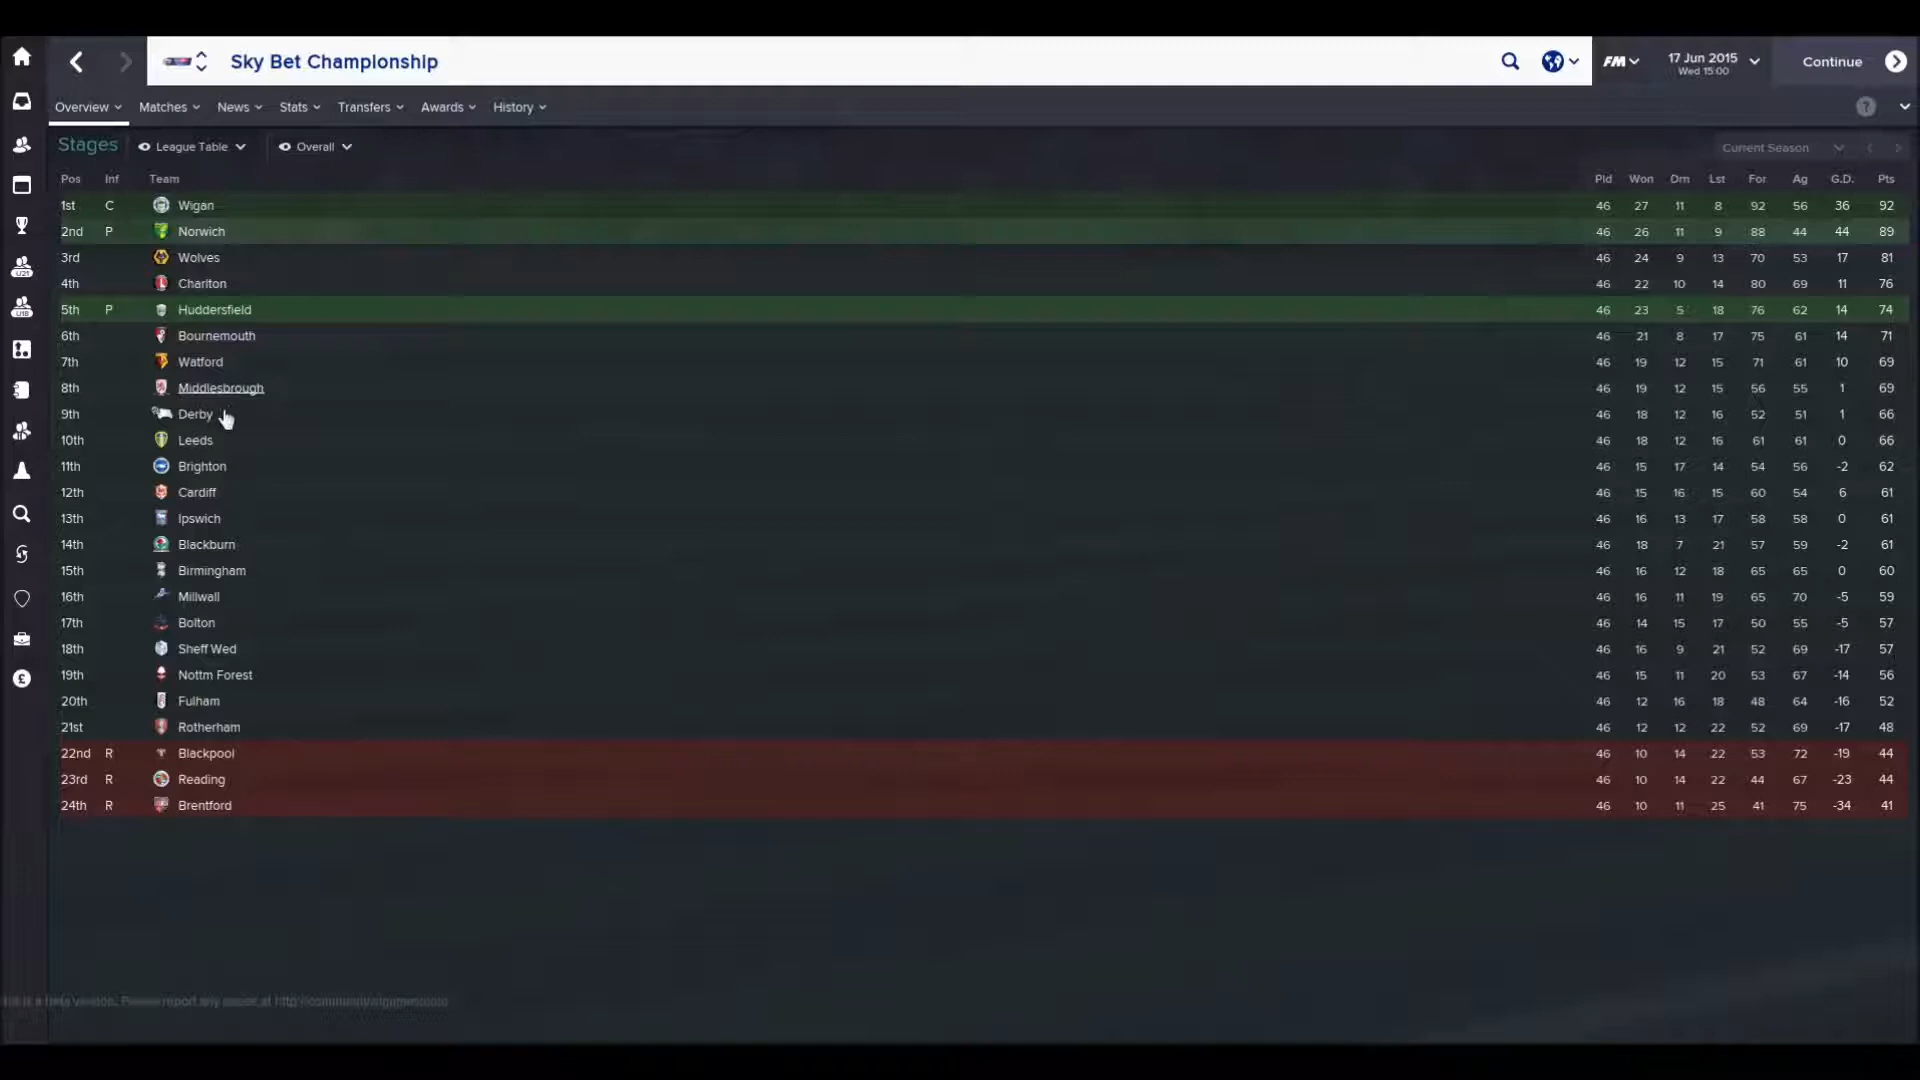 Sky Bet Championship
FM
17 Jun 2015
Wed 15:00
Continue
Overview Matches News Stats Transfers Awards History
?
Stages League Table Overall Current Season
Pos Inf Team Pld Won Drn Lst For Ag G.D. Pts
1st C Wigan 46 27 11 8 92 56 36 92
2nd P Norwich 46 26 11 9 88 44 44 89
3rd Wolves 46 24 9 13 70 53 17 81
4th Charlton 46 22 10 14 80 69 11 76
5th P Huddersfield 46 23 5 18 76 62 14 74
6th Bournemouth 46 21 8 17 75 61 14 71
7th Watford 46 19 12 15 71 61 10 69
8th Middlesbrough 46 19 12 15 56 55 1 69
9th Derby 46 18 12 16 52 51 1 66
10th Leeds 46 18 12 16 61 61 0 66
11th Brighton 46 15 17 14 54 56 -2 62
12th Cardiff 46 15 16 15 60 54 6 61
13th Ipswich 46 16 13 17 58 58 0 61
14th Blackburn 46 18 7 21 57 59 -2 61
15th Birmingham 46 16 12 18 65 65 0 60
16th Millwall 46 16 11 19 65 70 -5 59
17th Bolton 46 14 15 17 50 55 -5 57
18th Sheff Wed 46 16 9 21 52 69 -17 57
19th Nottm Forest 46 15 11 20 53 67 -14 56
20th Fulham 46 12 16 18 48 64 -16 52
21st Rotherham 46 12 12 22 52 69 -17 48
22nd R Blackpool 46 10 14 22 53 72 -19 44
23rd R Reading 46 10 14 22 44 67 -23 44
24th R Brentford 46 10 11 25 41 75 -34 41
U21
U18
is a beta version. Please report any issues at